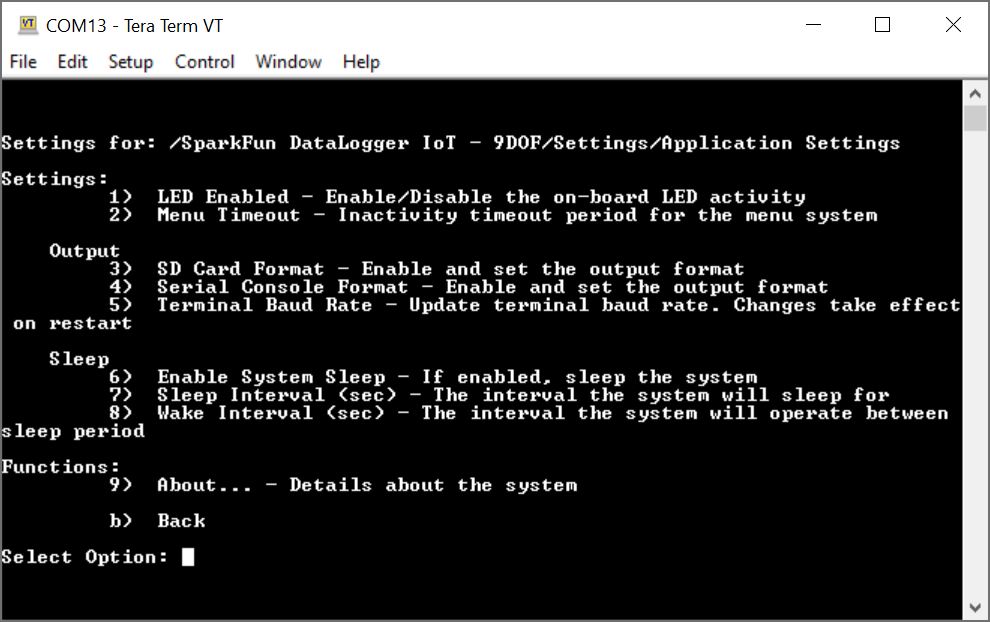 COM13 - Tera Term VT
File Edit Setup Control Window Help
Settings for: /SparkFun DataLogger IoT - 9DOF/Settings/Application Settings
Settings:
1) LED Enabled - Enable/Disable the on-board LED activity
2) Menu Timeout - Inactivity timeout period for the menu system
Output
3) SD Card Format - Enable and set the output format
4) Serial Console Format - Enable and set the output format
5) Terminal Baud Rate - Update terminal baud rate. Changes take effect
on restart
Sleep
6) Enable System Sleep - If enabled, sleep the system
7) Sleep Interval (sec) - The interval the system will sleep for
8) Wake Interval (sec) - The interval the system will operate between
sleep period
Functions:
9) About... - Details about the system
b) Back
Select Option: